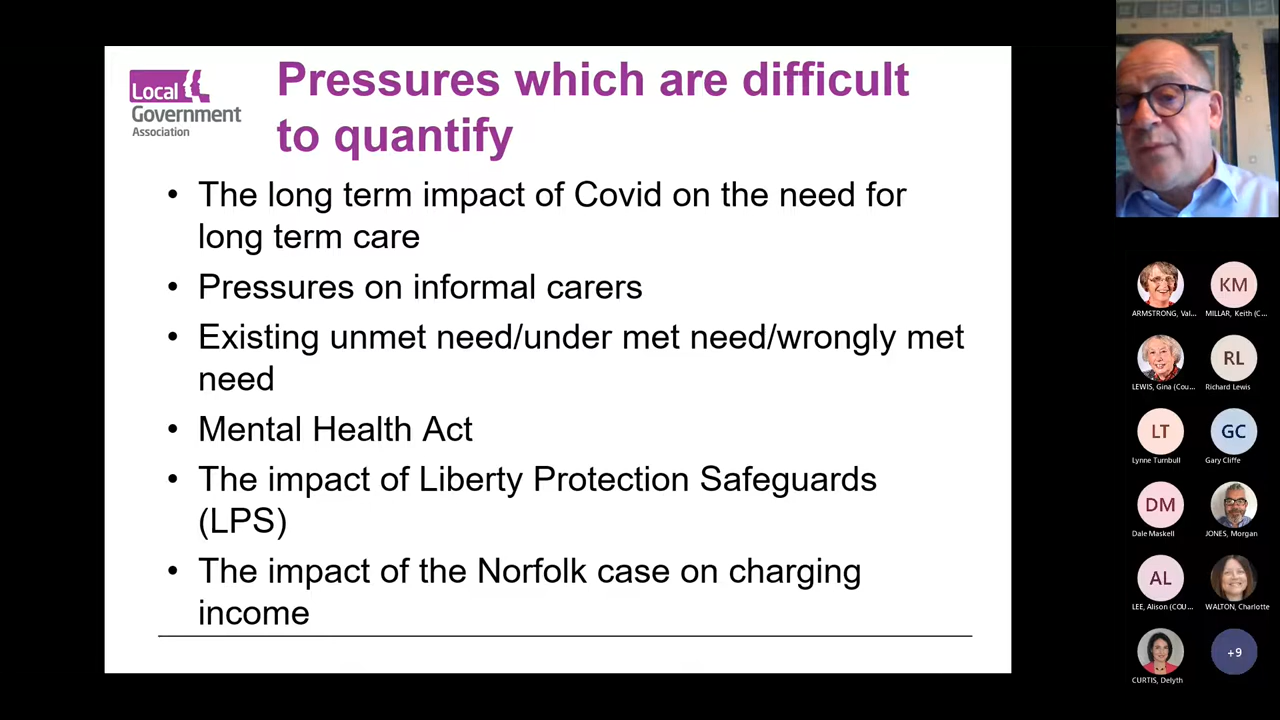 Local
Government
Association
Pressures which are difficult
to quantify
• The long term impact of Covid on the need for
long term care
• Pressures on informal carers
• Existing unmet need/under met need/wrongly met
need
• Mental Health Act
• The impact of Liberty Protection Safeguards
(LPS)
• The impact of the Norfolk case on charging
income
ARMSTRONG, Val...
KM
MILLAR, Keith (C...
LEWIS, Gina (Cou...
RL
Richard Lewis
LT
Lynne Turnbull
GC
Gary Cliffe
DM
Dale Maskell
JONES, Morgan
AL
LEE, Alison (COU...
WALTON, Charlotte
CURTIS, Delyth
+9